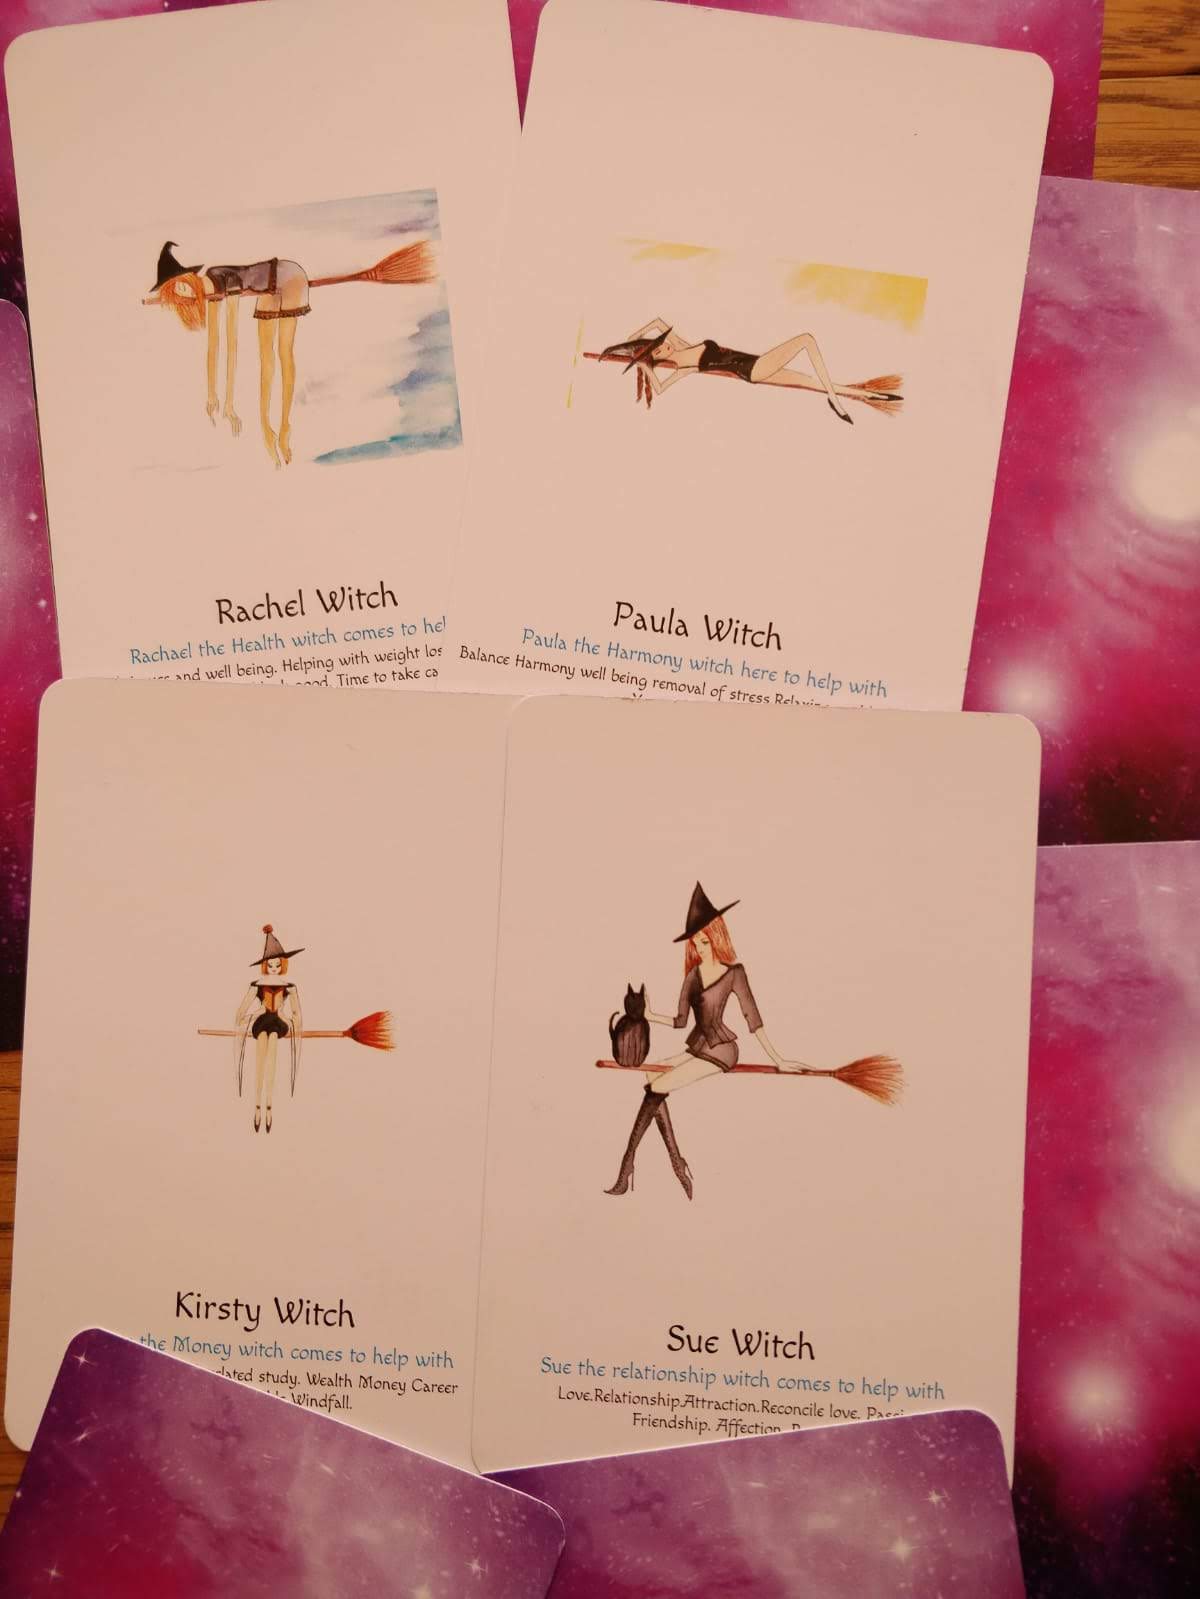 Rachel Witch
Rachael the Health witch comes to
and well being. Helping with weight
good. Time to take
Paula Witch
Paula the Harmony witch here to help with
Balance Harmony well being removal of stress
Kirsty Witch
the Money witch comes to help with
study. Wealth Money Career
Windfall.
Sue Witch
Sue the relationship witch comes to help with
Love.Relationship.Attraction.Reconcile love.
Friendship. Affection.